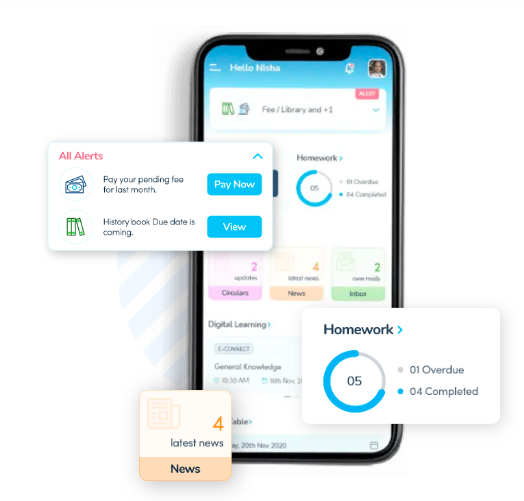 Hello Nisha
ALERT
Fee / Library and +1
All Alerts
Pay your pending fee
for last month.
Pay Now
History book Due date is
coming.
View
Homework >
05
01 Overdue
04 Completed
2
updates
Circulars
4
latest news
News
2
new mails
Inbox
Digital Learning >
E-CONNECT
General Knowledge
10:10 AM
16th Nov, 2
Homework >
05
01 Overdue
04 Completed
Table >
ay, 20th Nov 2020
4
latest news
News